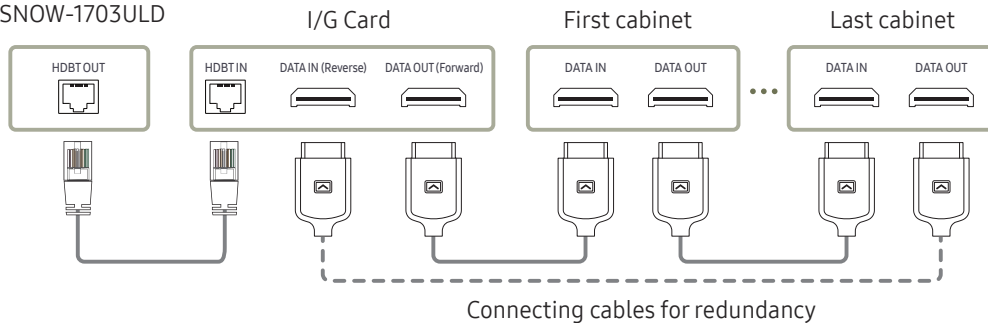 SNOW-1703ULD
I/G Card
First cabinet
Last cabinet
HDBT OUT
HDBT IN
DATA IN (Reverse)
DATA OUT (Forward)
DATA IN
DATA OUT
DATA IN
DATA OUT
Connecting cables for redundancy